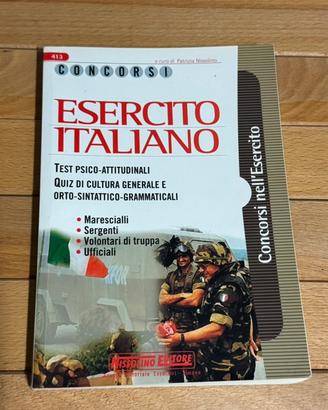 413
a cura di Patrizia Nissolino
CONCORSI
ESERCITO
ITALIANO
TEST PSICO-ATTITUDINALI
QUIZ DI CULTURA GENERALE E
ORTO-SINTATTICO-GRAMMATICALI
• Marescialli
• Sergenti
• Volontari di truppa
• Ufficiali
Concorsi nell'Esercito
NISSOLINO EDITORE